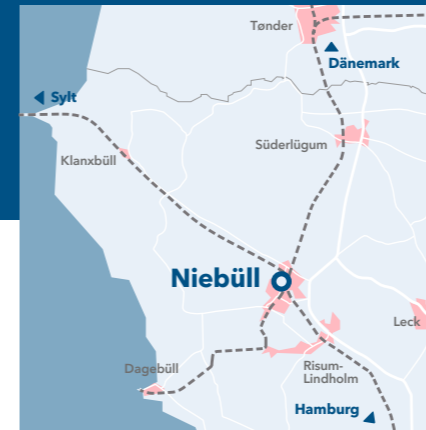 Tønder
Dänemark
Sylt
Süderlügum
Klanxbüll
Niebüll
Leck
Dagebüll
Risum-
Lindholm
Hamburg